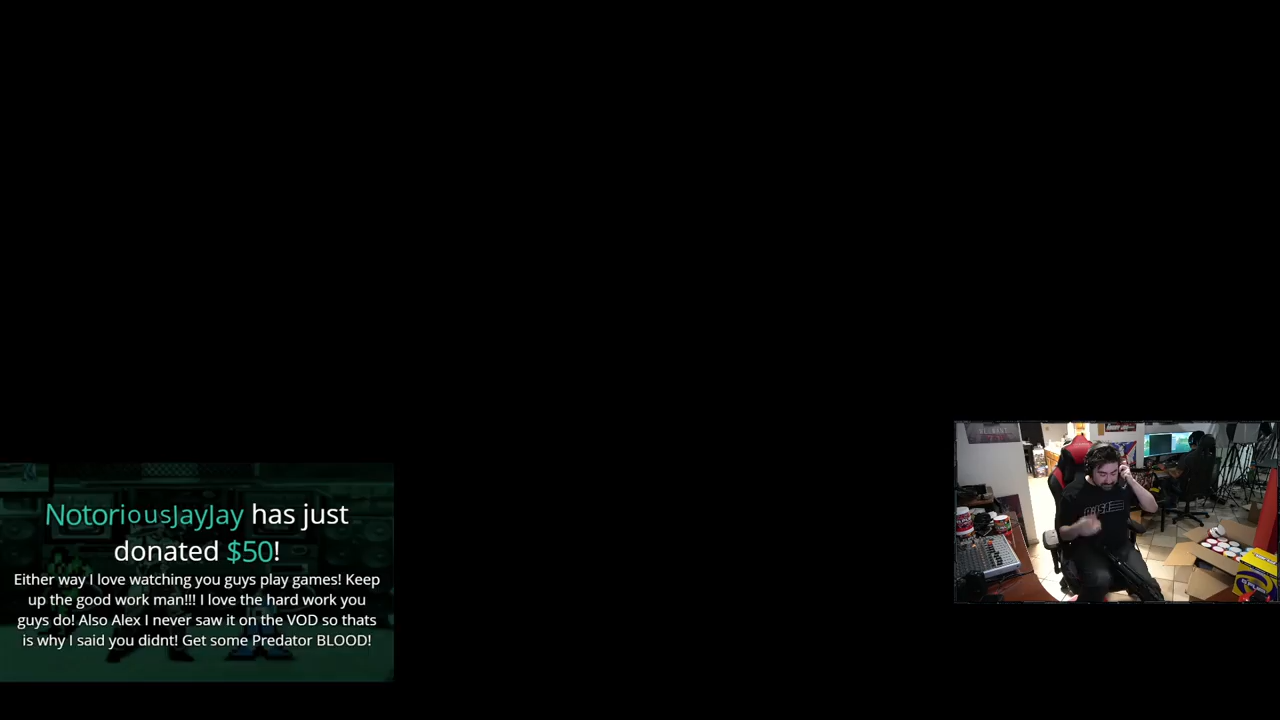 NotoriousJayJay has just
donated $50!
Either way I love watching you guys play games! Keep
up the good work man!!! I love the hard work you
guys do! Also Alex I never saw it on the VOD so thats
is why I said you didnt! Get some Predator BLOOD!